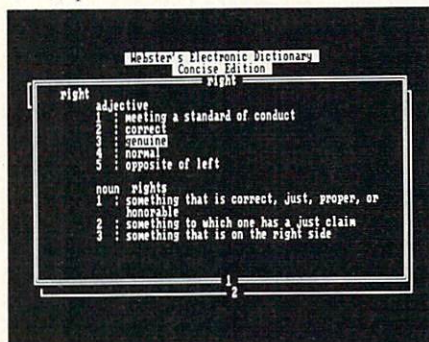 Webster's Electronic Dictionary
Concise Edition
right
right
adjective
1 : meeting a standard of conduct
2 : correct
3 : genuine
4 : normal
5 : opposite of left
noun rights
1 : something that is correct, just, proper, or
honorable
2 : something to which one has a just claim
3 : something that is on the right side
1
2